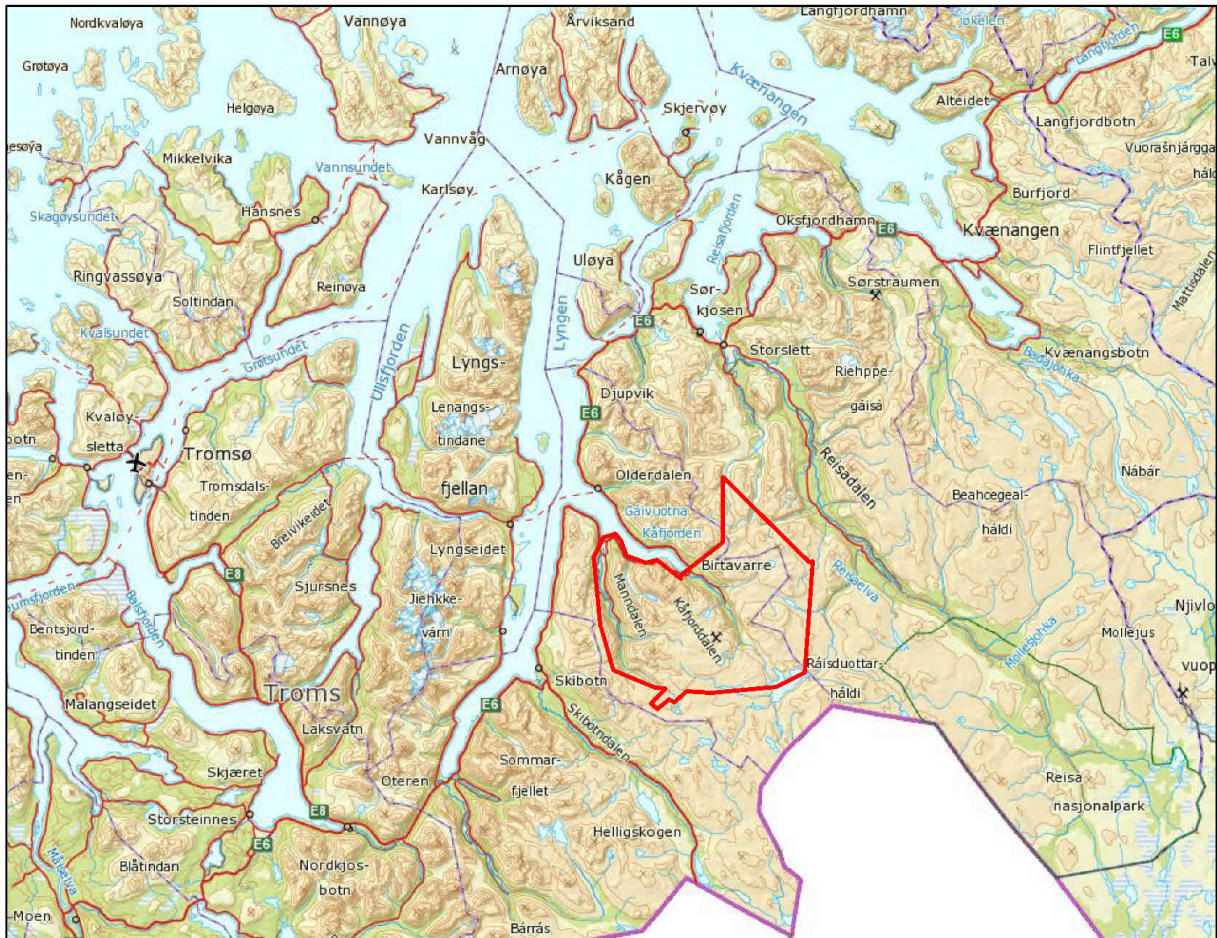 Nordkvaløya
Vannøya
Årviksand
Langfjordhamn
jøkelen
Grøtøya
Arnøya
Kvænangen
Langfjorden
E6
Talv
Helgøya
Skjervøy
Alteidet
Langfjordbotn
Vannvåg
Mikkelvika
Vannsundet
Kågen
Vuorašnjárgga
Karlsøy
Skagøysundet
Hansnes
Reisafjorden
Oksfjordhamn
Burfjord
E6
Kvænangen
Ringvassøya
Reinøya
Uløya
Flintfjellet
Soltindan
Sør-
kjosen
Sørstraumen
Mattisdalen
Kvalsundet
Ullsfjorden
Lyngen
E6
Grøtsundet
Storslett
Badajohka
Kvænangsbotn
Lyngs-
Riehppe-
gáisá
Djupvik
Kvaløy-
sletta
Lenangs-
tindane
E6
Tromsø
Reisadalen
Nábár
Tromsdals-
tinden
fjellan
Olderdalen
Beahcegeal-
háldi
Gáivuotna
Kåfjorden
Breivikeidet
Lyngseidet
Birtavarre
Reisaelva
E8
Sjursnes
Manndalen
Jiehkke-
várri
Kåfjorddalen
Balsfjorden
Bentsjord-
tinden
Njivlo
Mollejus
Mollešjohka
vuop
Ráisduottar-
háldi
Skibotn
Troms
Malangseidet
E6
Skibotndalen
Laksvatn
Skjæret
Oteren
Sommar-
fjellet
Reisa
nasjonalpark
Storsteinnes
E8
E6
Helligskogen
Målselva
Blåtindan
Nordkjos-
botn
Moen
Bárrás